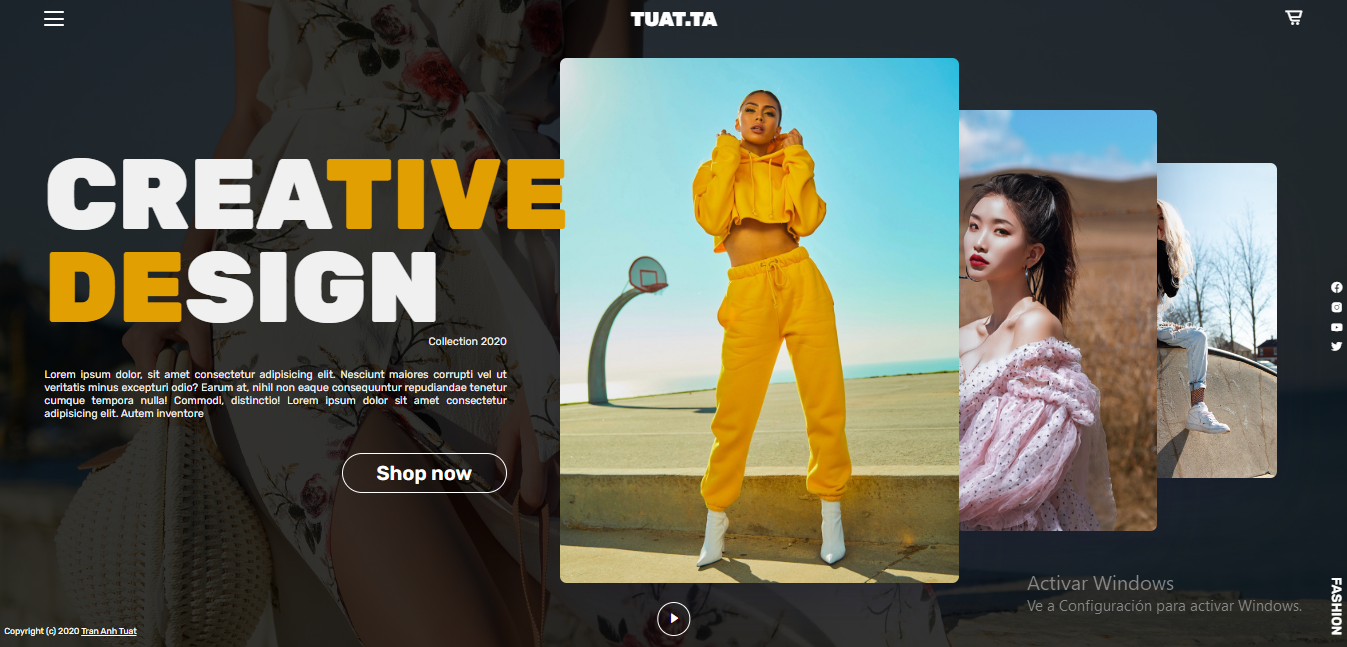 TUAT.TA
CREATIVE
DESIGN
Collection 2020
Lorem ipsum dolor, sit amet consectetur adipisicing elit. Nesciunt maiores corrupti vel ut
veritatis minus excepturi odio? Earum at, nihil non eaque consequuntur repudiandae tenetur
cumque tempora nulla! Commodi, distinctio! Lorem ipsum dolor sit amet consectetur
adipisicing elit. Autem inventore
Shop now
Activar Windows
Ve a Configuración para activar Windows.
FASHION
Copyright (c) 2020 Tran Anh Tuat